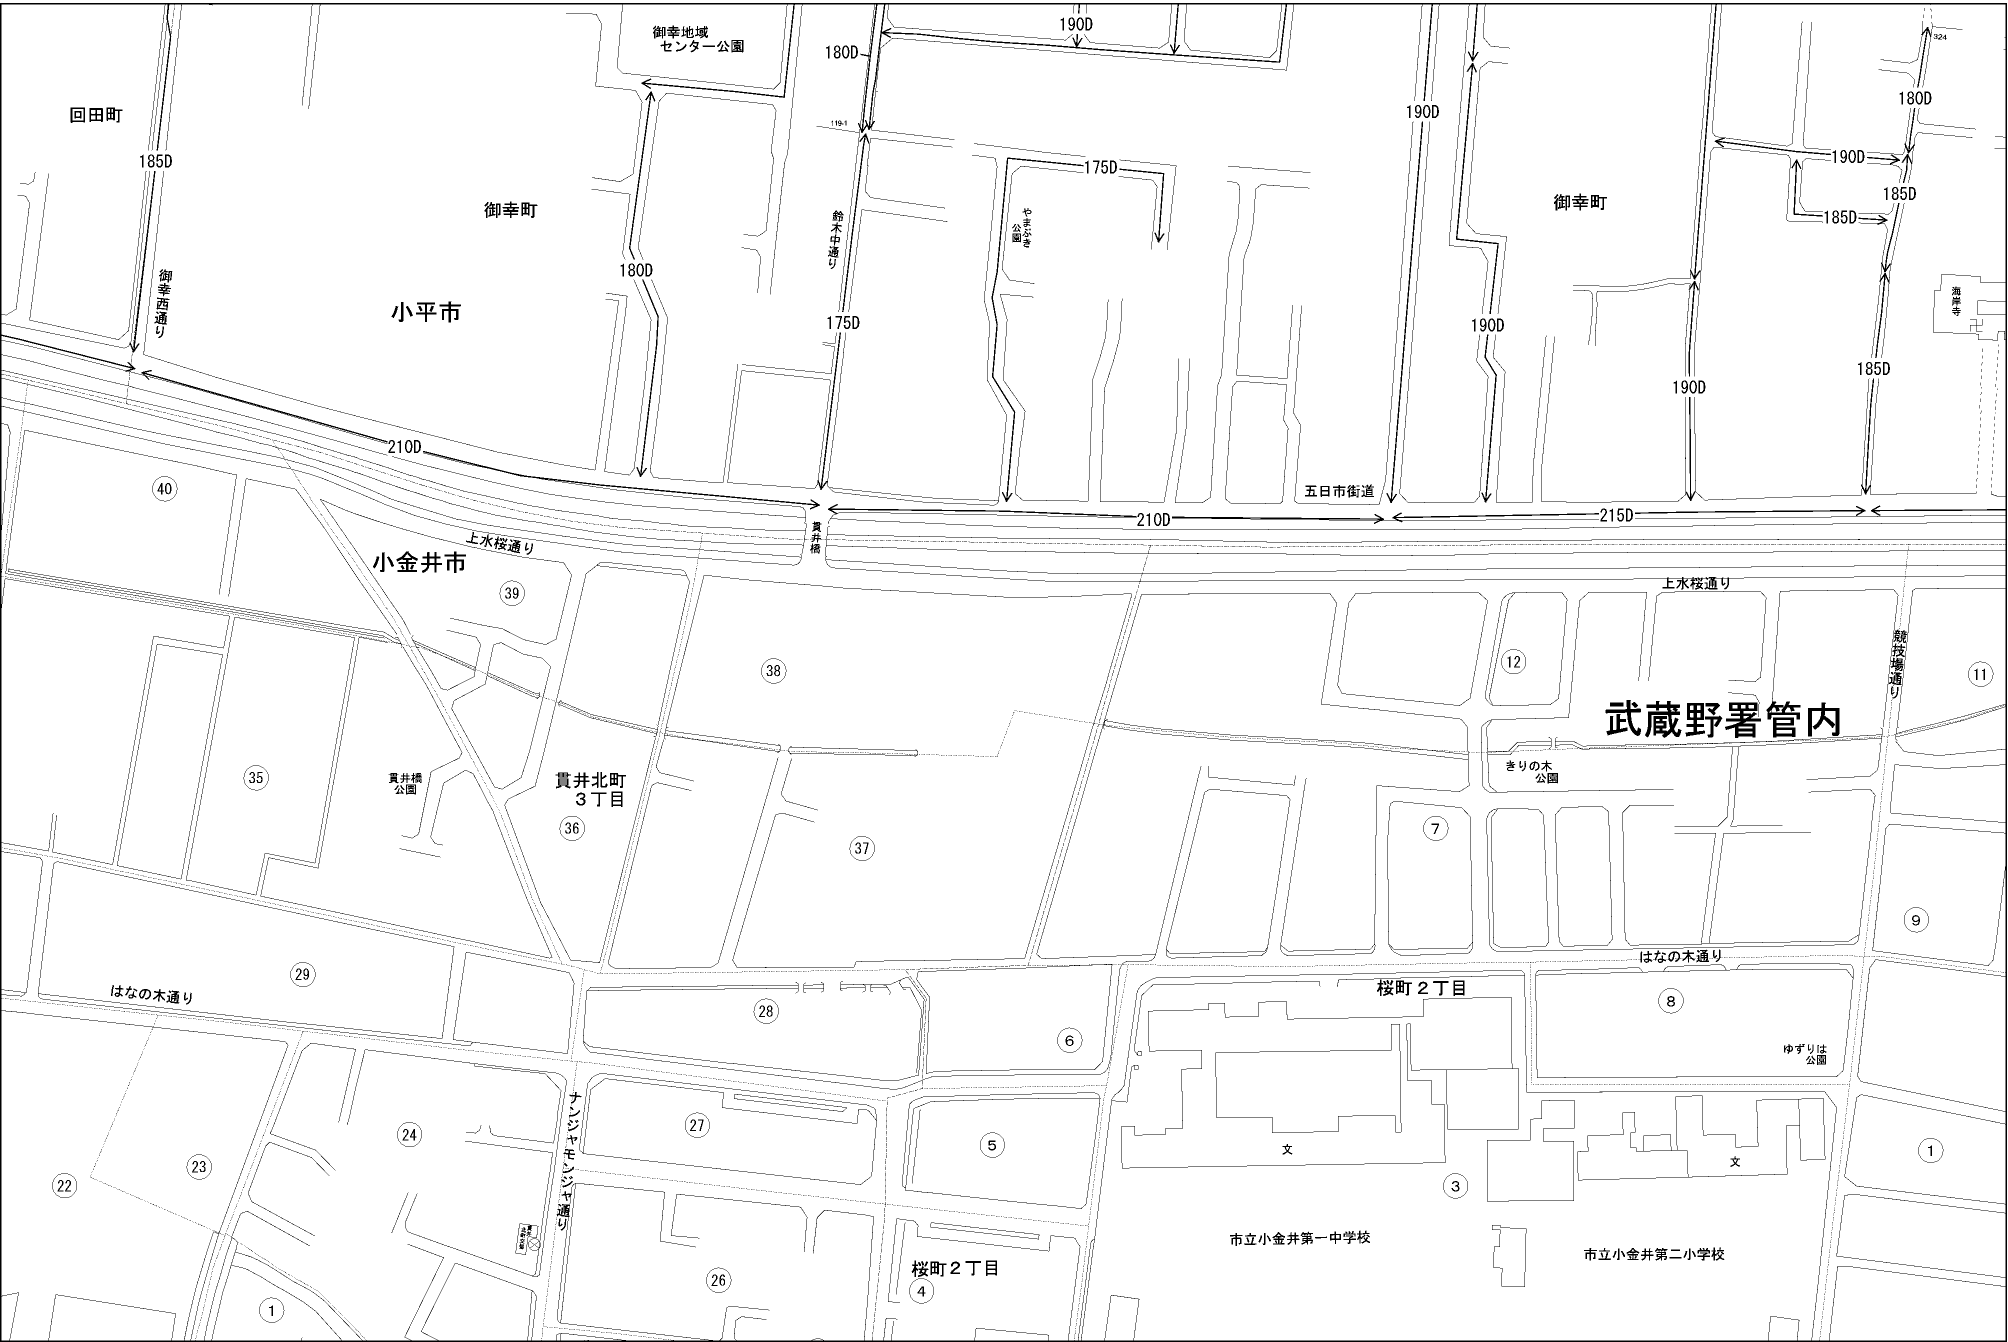 190D
御幸地域
センター公園
180D
324
190D
180D
回田町
119-1
190D
185D
175D
185D
御幸町
御幸町
185D
鈴木中通り
やまぶき
公園
180D
御幸西通り
海岸寺
小平市
175D
190D
185D
190D
210D
40
五日市街道
210D
215D
貫井橋
上水桜通り
小金井市
上水桜通り
39
競技場通り
12
38
11
武蔵野署管内
きりの木
公園
35
貫井橋
公園
貫井北町
3丁目
36
7
37
9
はなの木通り
29
桜町2丁目
はなの木通り
8
28
6
ゆずりは
公園
ナンジャモンジャ通り
27
24
5
文
1
文
23
22
3
市立小金井第一中学校
市立小金井第二小学校
桜町2丁目
26
4
1